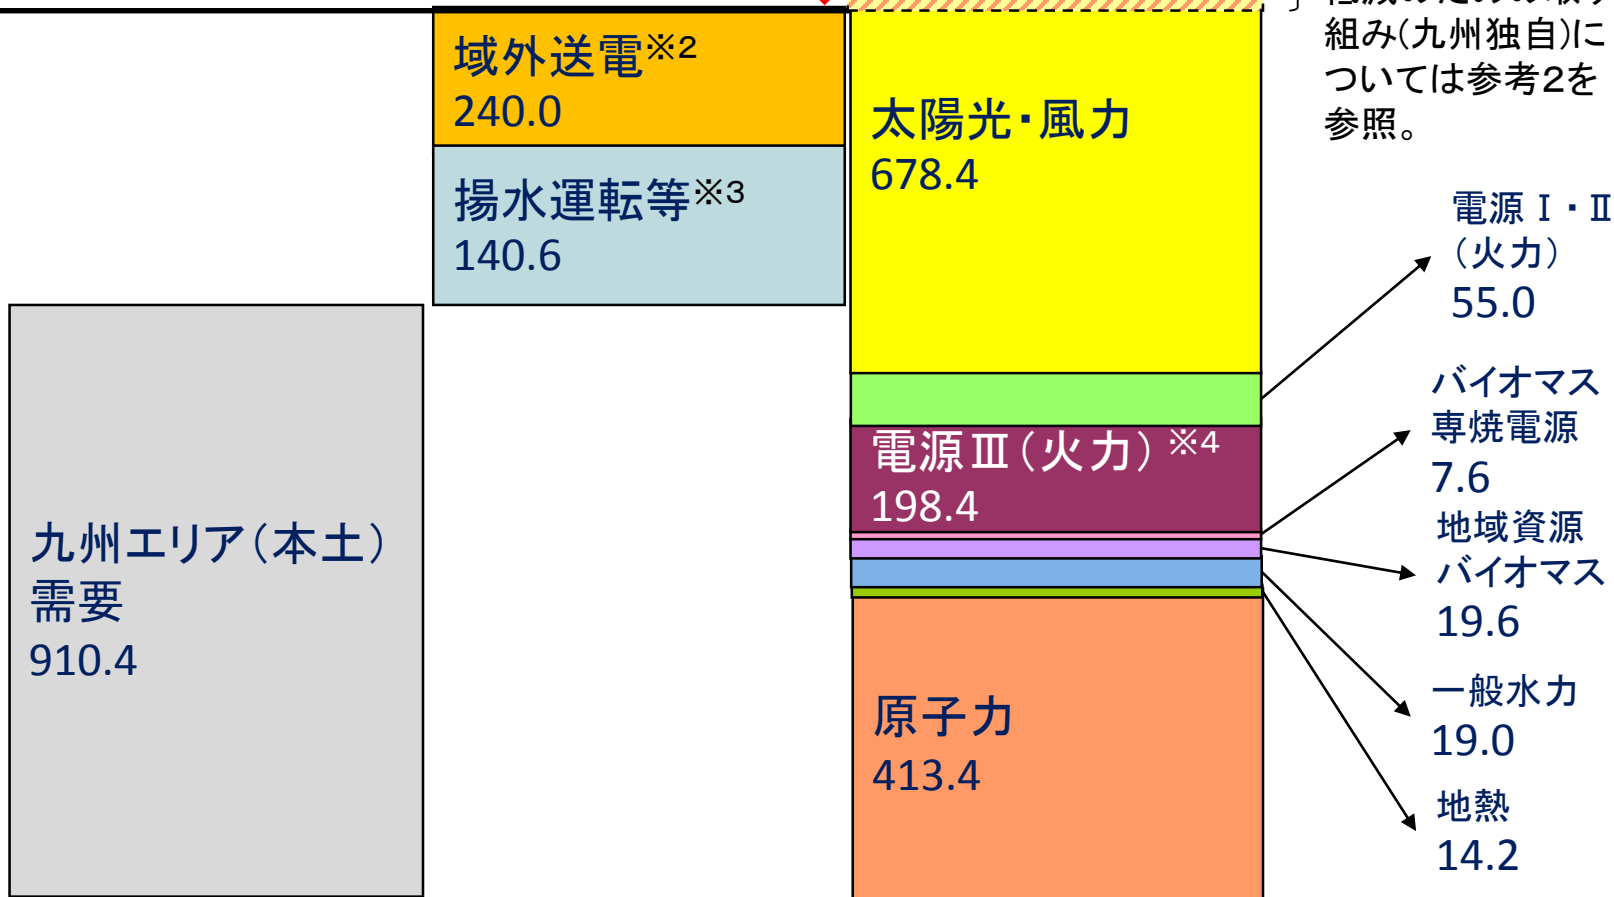 組み(九州独自)に
ついては参考2を
参照。
域外送電※2
240.0
揚水運転等※3
140.6
太陽光・風力
678.4
電源Ⅰ・Ⅱ
（火力）
55.0
バイオマス
専焼電源
7.6
電源Ⅲ（火力）※4
198.4
地域資源
バイオマス
19.6
九州エリア（本土）
需要
910.4
一般水力
19.0
原子力
413.4
地熱
14.2